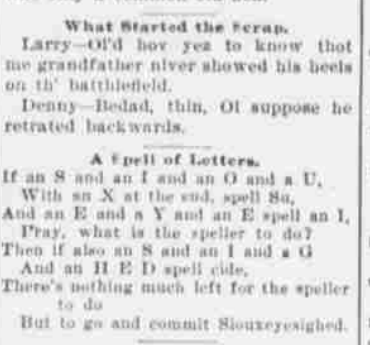 What Started the Scrap.
Larry—Ol'd hov yez to know thot
me grandfather niver showed his heels
on th' batthlefield.
Denny—Bedad, thin, Ol suppose he
retrated backwards.
A Spell of Letters.
If an S and an I and an O and a U,
With an X at the end, spell Su,
And an E and a Y and an E spell an I,
Pray, what is the speller to do?
Then if also an S and an I and a G
And an H E D spell cide,
There's nothing much left for the speller
to do
But to go and commit Siouxeyesighed.